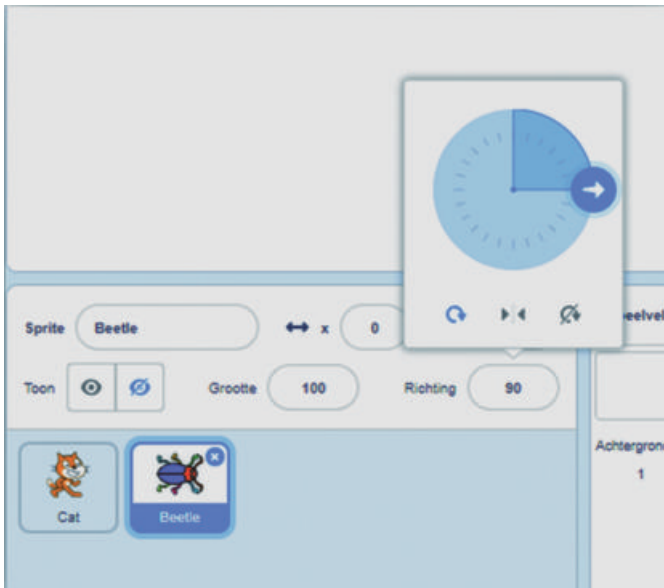 Sprite Beetle x 0
Toon Grootte 100 Richting 90
Achtergrond
1
Cat Beetle